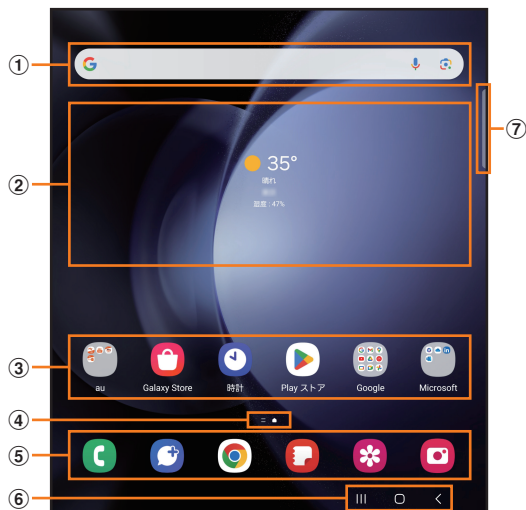 ①
②
35°
晴れ
湿度 : 47%
⑦
③
au
Galaxy Store
時計
Play ストア
Google
Microsoft
④
⑤
⑥